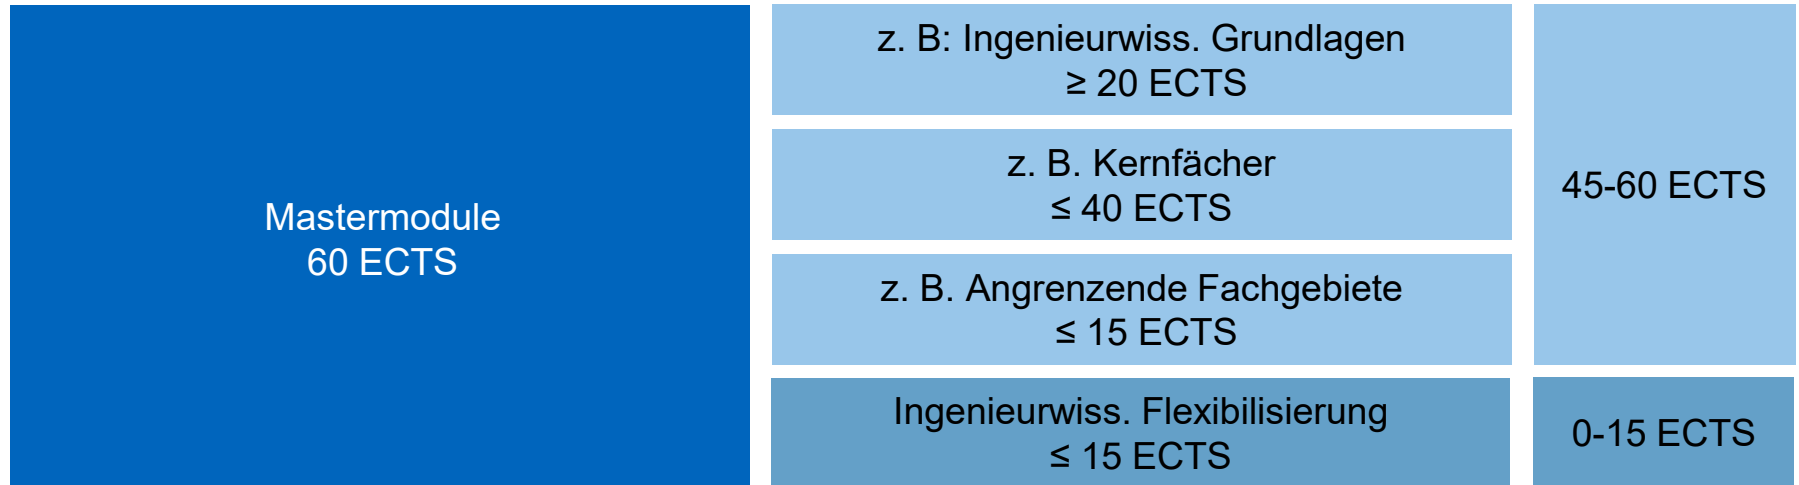 Mastermodule
60 ECTS
z. B: Ingenieurwiss. Grundlagen
≥ 20 ECTS
z. B. Kernfächer
≤ 40 ECTS
z. B. Angrenzende Fachgebiete
≤ 15 ECTS
Ingenieurwiss. Flexibilisierung
≤ 15 ECTS
45-60 ECTS
0-15 ECTS